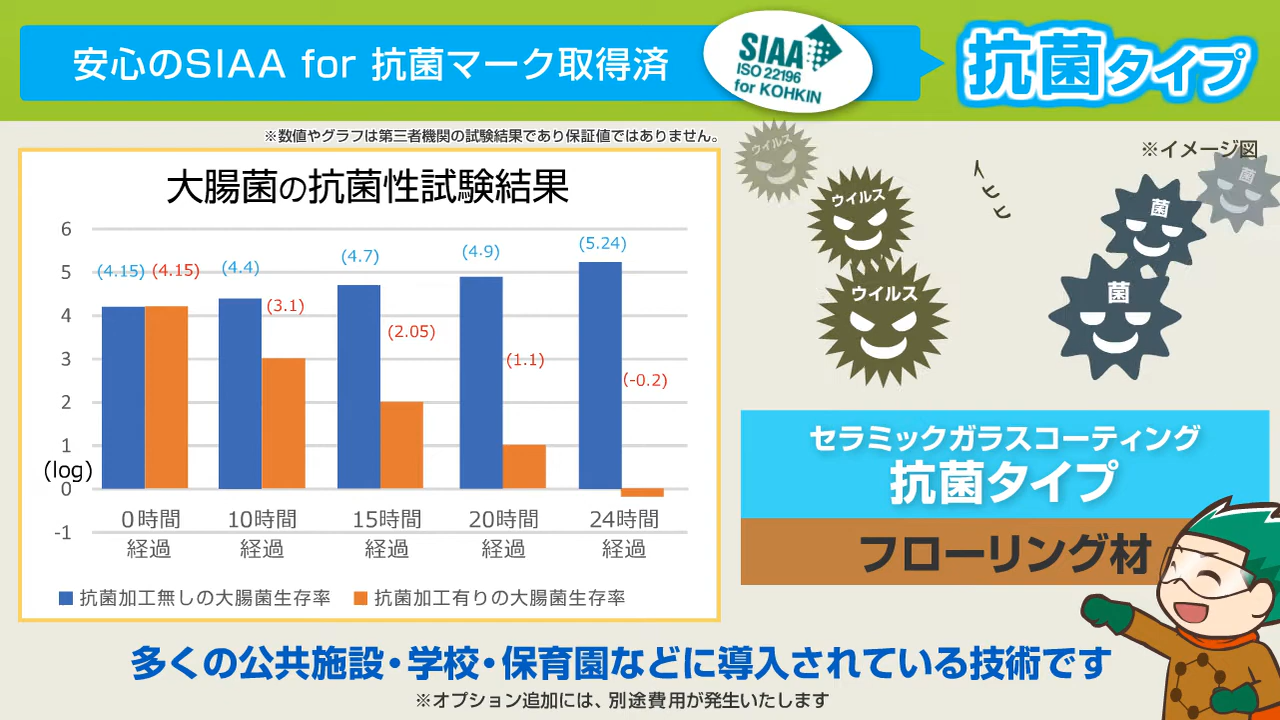 安心のSIAA for 抗菌マーク取得済
SIAA
ISO 22196
for KOHKIN
抗菌タイプ
※数値やグラフは第三者機関の試験結果であり保証値ではありません。
※イメージ図
大腸菌の抗菌性試験結果
6
5
4
3
2
1
(log)
0
-1
(4.15) (4.15) (4.4) (3.1) (4.7) (2.05) (4.9) (1.1) (5.24) (-0.2)
0時間 10時間 15時間 20時間 24時間
経過 経過 経過 経過 経過
抗菌加工無しの大腸菌生存率 抗菌加工有りの大腸菌生存率
ウイルス
ウイルス
ウイルス
イヒヒ
菌
菌
菌
セラミックガラスコーティング
抗菌タイプ
フローリング材
多くの公共施設・学校・保育園などに導入されている技術です
※オプション追加には、別途費用が発生いたします